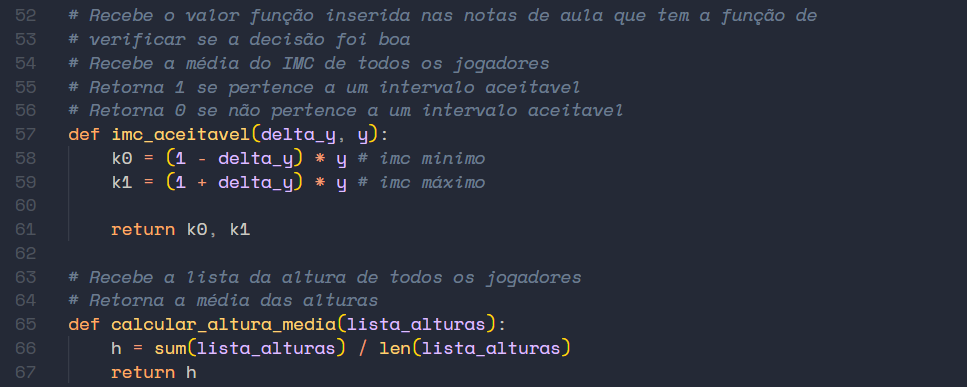 52 # Recebe o valor função inserida nas notas de aula que tem a função de
53 # verificar se a decisão foi boa
54 # Recebe a média do IMC de todos os jogadores
55 # Retorna 1 se pertence a um intervalo aceitavel
56 # Retorna 0 se não pertence a um intervalo aceitavel
57 def imc_aceitavel(delta_y, y):
58     k0 = (1 - delta_y) * y # imc minimo
59     k1 = (1 + delta_y) * y # imc máximo
60
61     return k0, k1
62
63 # Recebe a lista da altura de todos os jogadores
64 # Retorna a média das alturas
65 def calcular_altura_media(lista_alturas):
66     h = sum(lista_alturas) / len(lista_alturas)
67     return h